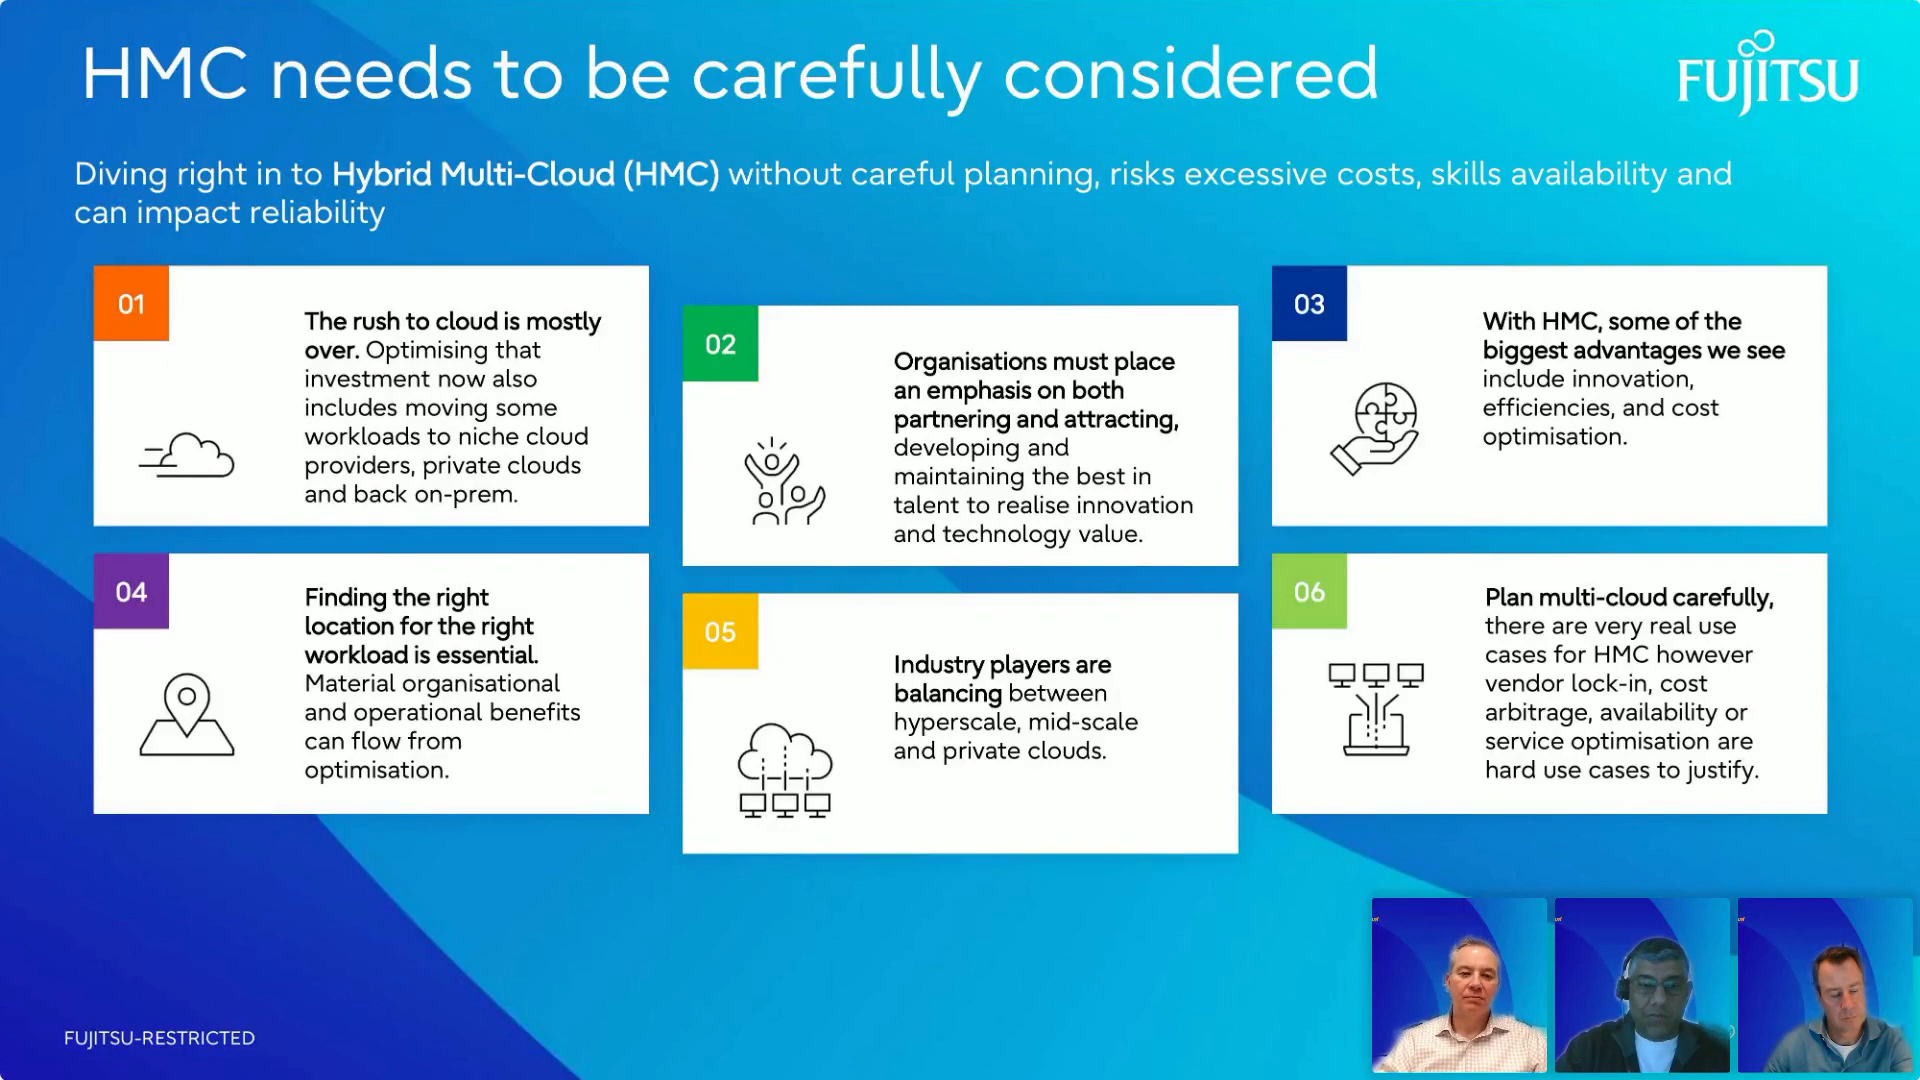 HMC needs to be carefully considered
FUJITSU
Diving right in to Hybrid Multi-Cloud (HMC) without careful planning, risks excessive costs, skills availability and
can impact reliability
01
The rush to cloud is mostly
over. Optimising that
investment now also
includes moving some
workloads to niche cloud
providers, private clouds
and back on-prem.
02
Organisations must place
an emphasis on both
partnering and attracting,
developing and
maintaining the best in
talent to realise innovation
and technology value.
03
With HMC, some of the
biggest advantages we see
include innovation,
efficiencies, and cost
optimisation.
04
Finding the right
location for the right
workload is essential.
Material organisational
and operational benefits
can flow from
optimisation.
05
Industry players are
balancing between
hyperscale, mid-scale
and private clouds.
06
Plan multi-cloud carefully,
there are very real use
cases for HMC however
vendor lock-in, cost
arbitrage, availability or
service optimisation are
hard use cases to justify.
FUJITSU-RESTRICTED